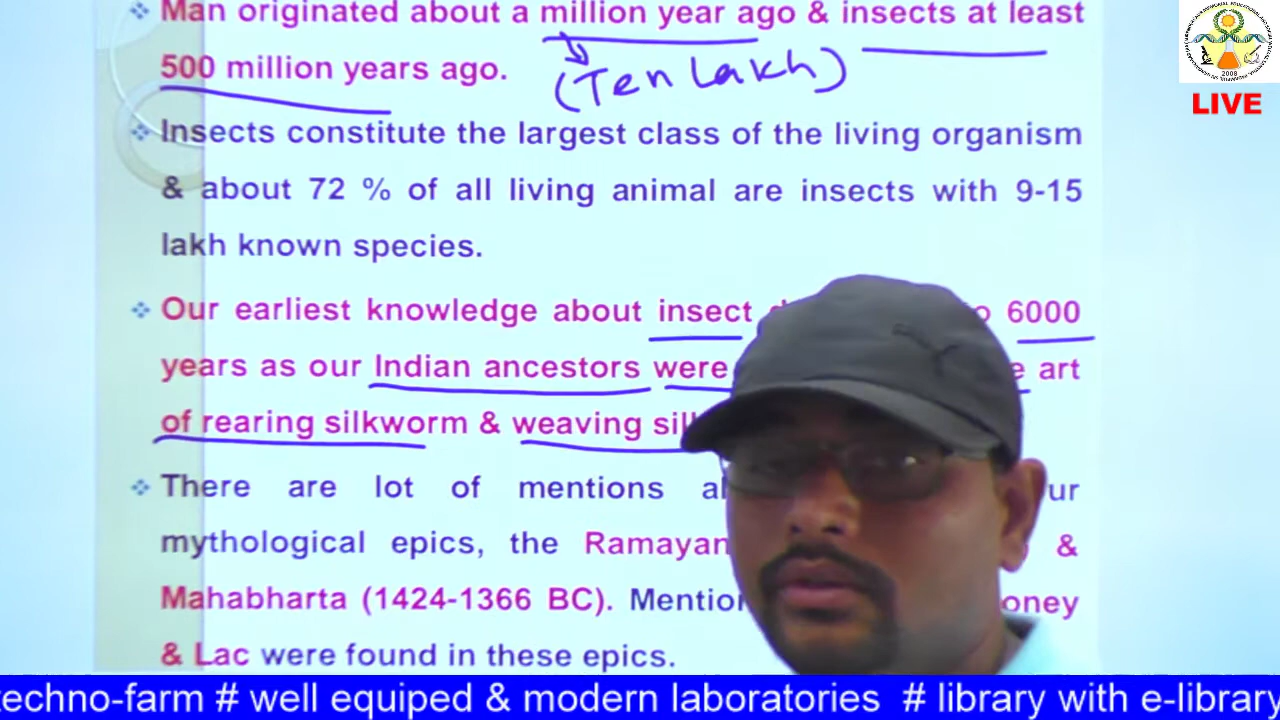 Man originated about a million year ago & insects at least
500 million years ago. (Ten Lakh)
Insects constitute the largest class of the living organism
& about 72 % of all living animal are insects with 9-15
lakh known species.
Our earliest knowledge about insect 6000
years as our Indian ancestors were art
of rearing silkworm & weaving
There are lot of mentions
mythological epics, the &
Mahabharta (1424-1366 BC).
& Lac were found in these epics.
2008
LIVE
techno-farm # well equiped & modern laboratories # library with e-library